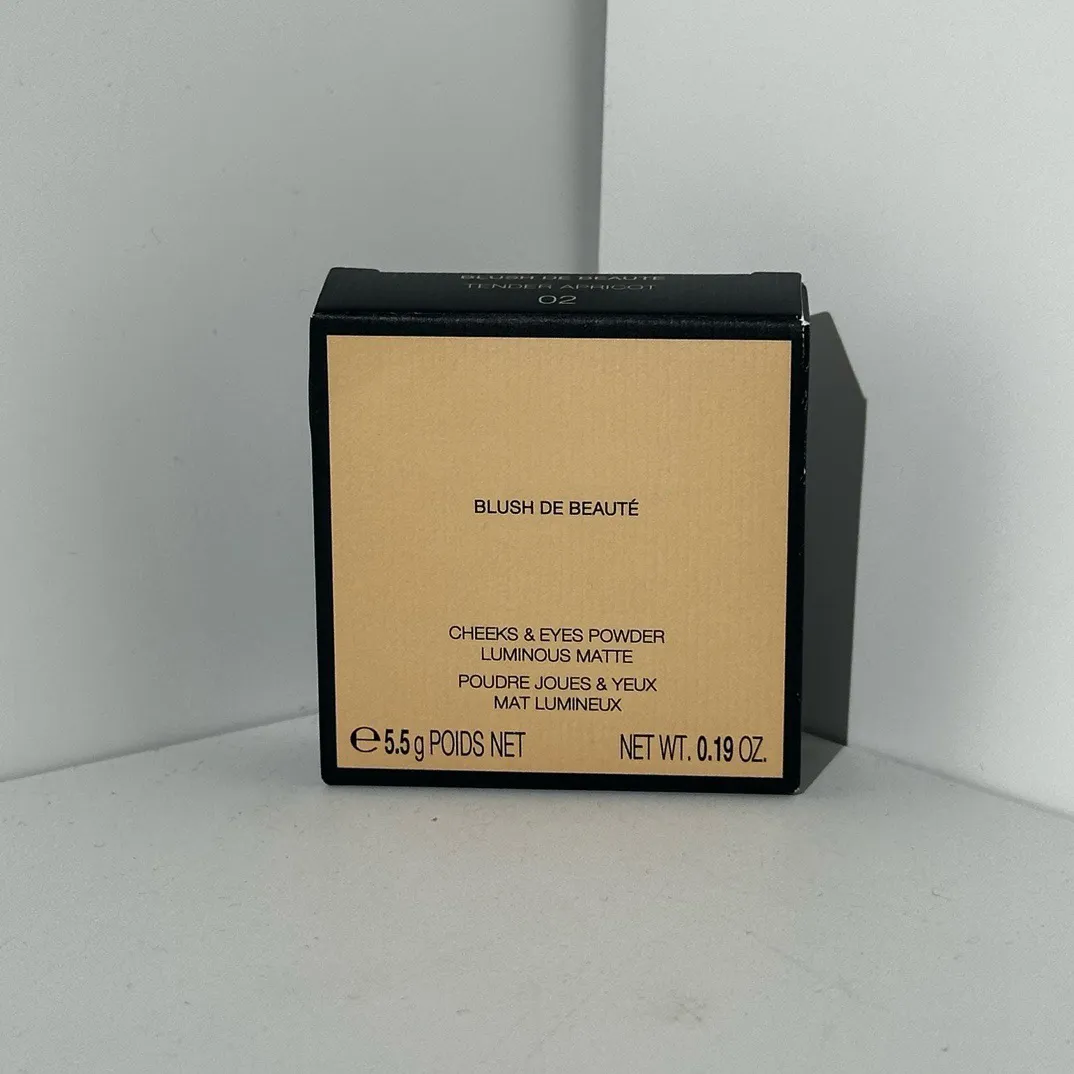 BLUSH DE BEAUTÉ
TENDER APRICOT
02
BLUSH DE BEAUTÉ
CHEEKS & EYES POWDER
LUMINOUS MATTE
POUDRE JOUES & YEUX
MAT LUMINEUX
℮ 5.5 g POIDS NET NET WT. 0.19 OZ.